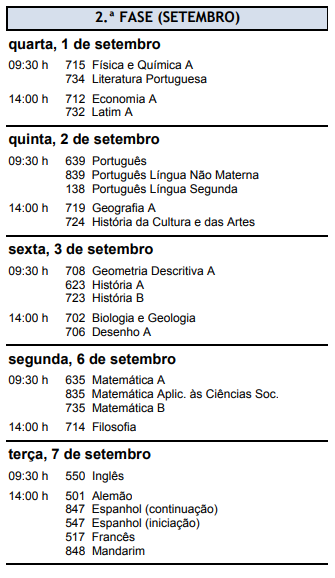 2.ª FASE (SETEMBRO)
quarta, 1 de setembro
09:30 h 715 Física e Química A
734 Literatura Portuguesa
14:00 h 712 Economia A
732 Latim A
quinta, 2 de setembro
09:30 h 639 Português
839 Português Língua Não Materna
138 Português Língua Segunda
14:00 h 719 Geografia A
724 História da Cultura e das Artes
sexta, 3 de setembro
09:30 h 708 Geometria Descritiva A
623 História A
723 História B
14:00 h 702 Biologia e Geologia
706 Desenho A
segunda, 6 de setembro
09:30 h 635 Matemática A
835 Matemática Aplic. às Ciências Soc.
735 Matemática B
14:00 h 714 Filosofia
terça, 7 de setembro
09:30 h 550 Inglês
14:00 h 501 Alemão
847 Espanhol (continuação)
547 Espanhol (iniciação)
517 Francês
848 Mandarim